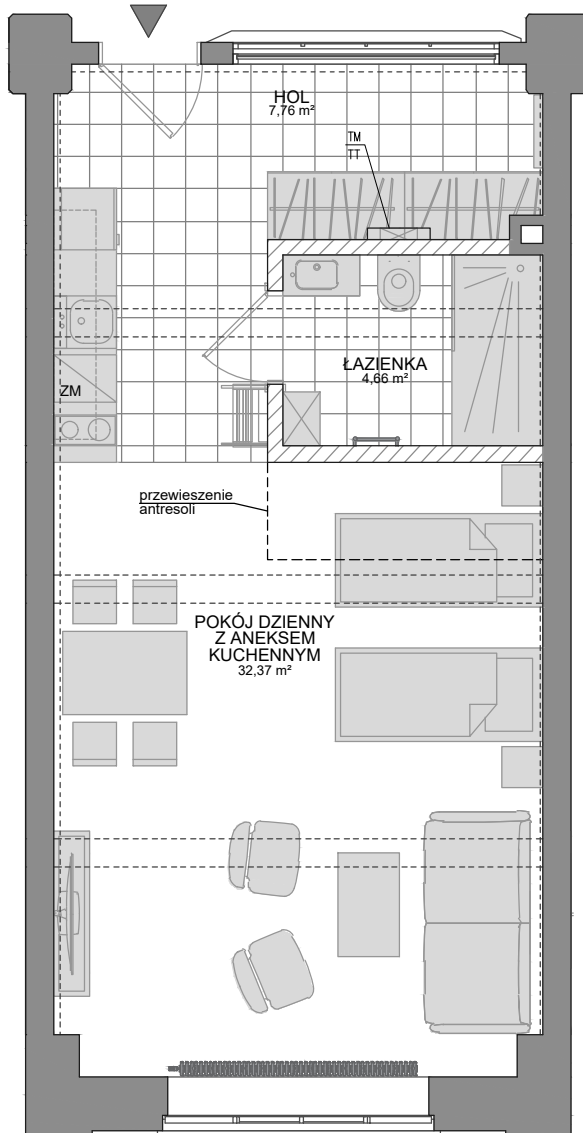 HOL
7,76 m²
TM
TT
ŁAZIENKA
4,66 m²
ZM
przewieszenie
antresoli
POKÓJ DZIENNY
Z ANEKSEM
KUCHENNYM
32,37 m²